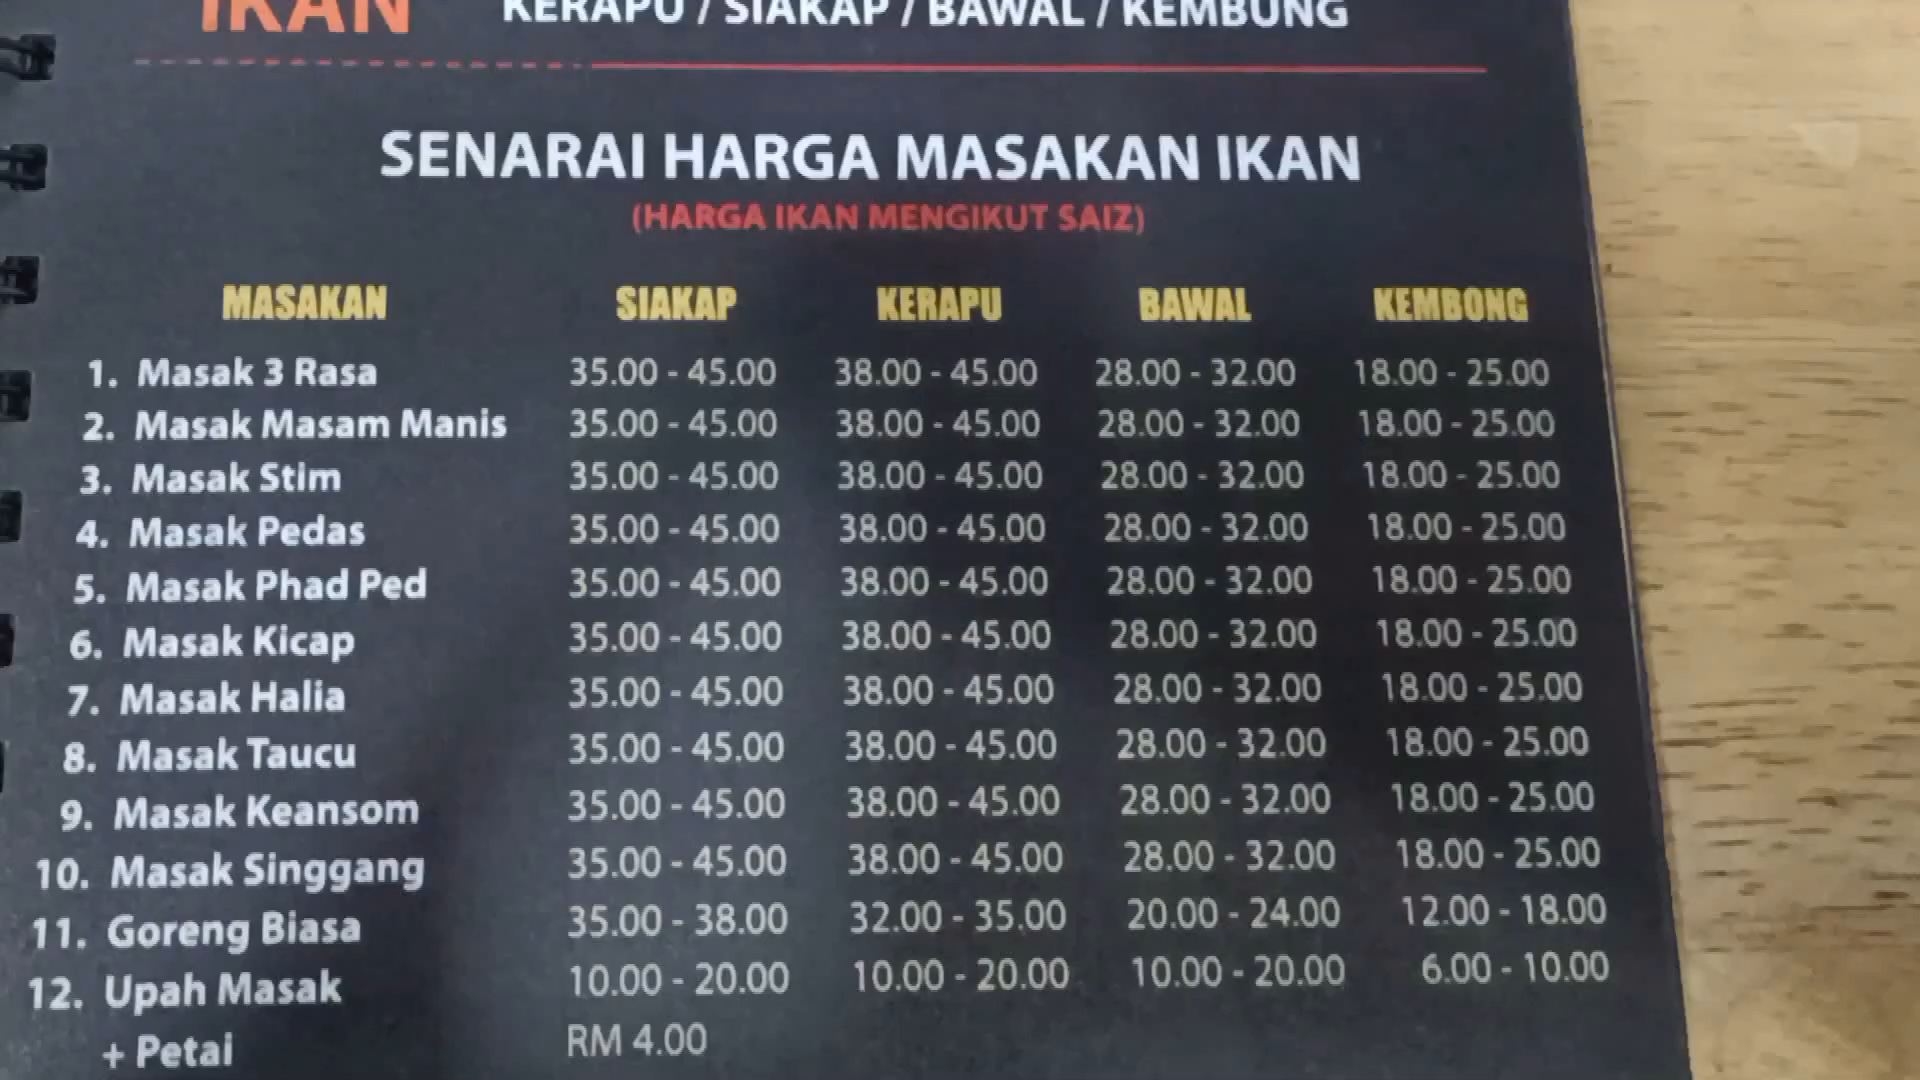 IKAN KERAPU / SIAKAP / BAWAL / KEMBUNG
SENARAI HARGA MASAKAN IKAN
(HARGA IKAN MENGIKUT SAIZ)
MASAKAN SIAKAP KERAPU BAWAL KEMBONG
1. Masak 3 Rasa 35.00 - 45.00 38.00 - 45.00 28.00 - 32.00 18.00 - 25.00
2. Masak Masam Manis 35.00 - 45.00 38.00 - 45.00 28.00 - 32.00 18.00 - 25.00
3. Masak Stim 35.00 - 45.00 38.00 - 45.00 28.00 - 32.00 18.00 - 25.00
4. Masak Pedas 35.00 - 45.00 38.00 - 45.00 28.00 - 32.00 18.00 - 25.00
5. Masak Phad Ped 35.00 - 45.00 38.00 - 45.00 28.00 - 32.00 18.00 - 25.00
6. Masak Kicap 35.00 - 45.00 38.00 - 45.00 28.00 - 32.00 18.00 - 25.00
7. Masak Halia 35.00 - 45.00 38.00 - 45.00 28.00 - 32.00 18.00 - 25.00
8. Masak Taucu 35.00 - 45.00 38.00 - 45.00 28.00 - 32.00 18.00 - 25.00
9. Masak Keansom 35.00 - 45.00 38.00 - 45.00 28.00 - 32.00 18.00 - 25.00
10. Masak Singgang 35.00 - 45.00 38.00 - 45.00 28.00 - 32.00 18.00 - 25.00
11. Goreng Biasa 35.00 - 38.00 32.00 - 35.00 20.00 - 24.00 12.00 - 18.00
12. Upah Masak 10.00 - 20.00 10.00 - 20.00 10.00 - 20.00 6.00 - 10.00
+ Petai RM 4.00